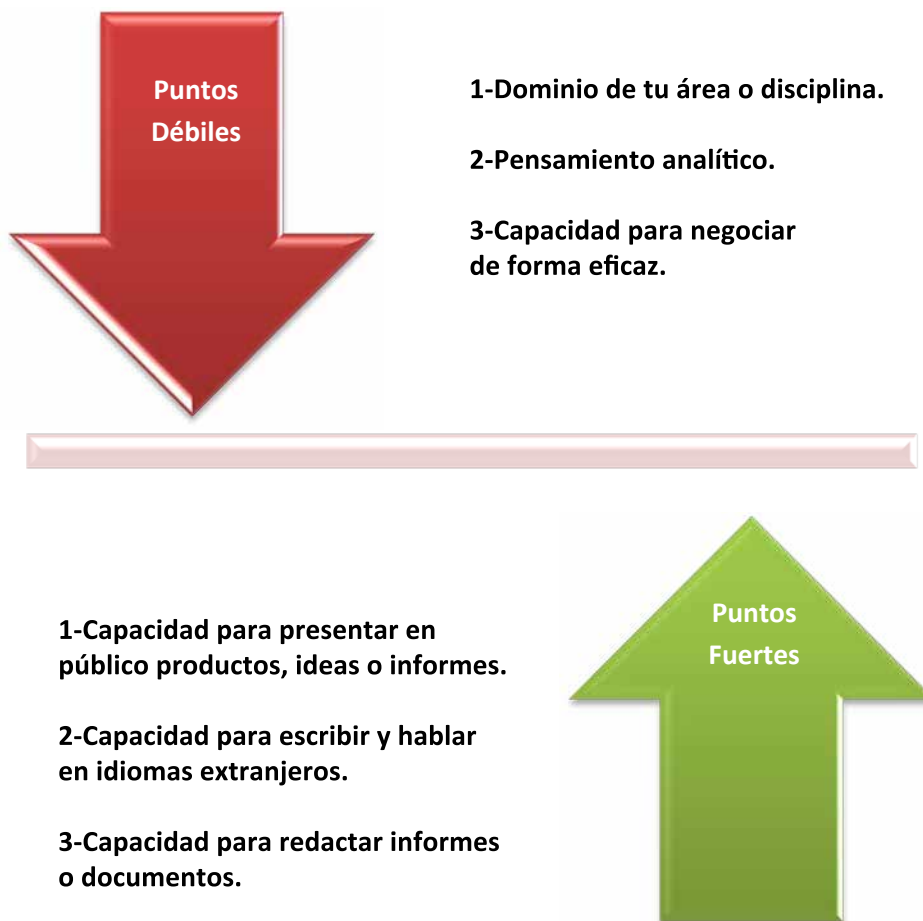 Puntos
Débiles
1-Dominio de tu área o disciplina.
2-Pensamiento analítico.
3-Capacidad para negociar
de forma eficaz.
1-Capacidad para presentar en
público productos, ideas o informes.
2-Capacidad para escribir y hablar
en idiomas extranjeros.
3-Capacidad para redactar informes
o documentos.
Puntos
Fuertes